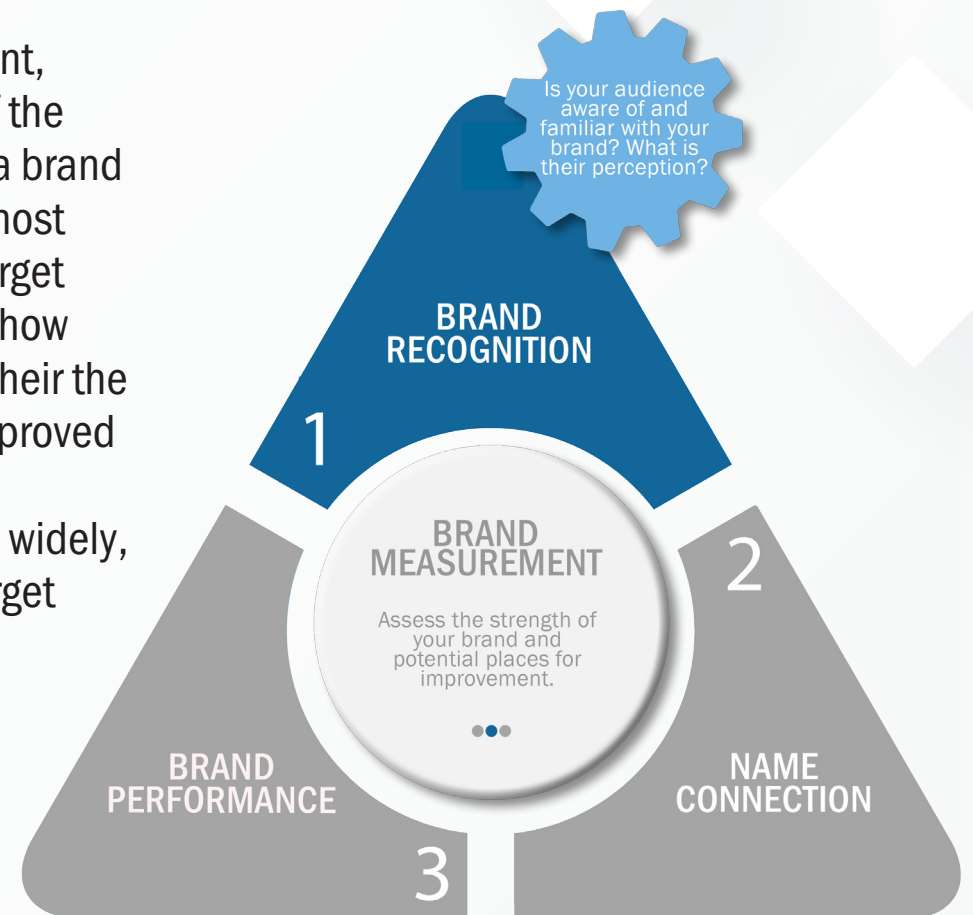 nt,
f the
a brand
nost
rget
how
heir the
proved
widely,
rget
Is your audience
aware of and
familiar with your
brand? What is
their perception?
BRAND
RECOGNITION
1
BRAND
MEASUREMENT
Assess the strength of
your brand and
potential places for
improvement.
2
NAME
CONNECTION
BRAND
PERFORMANCE
3